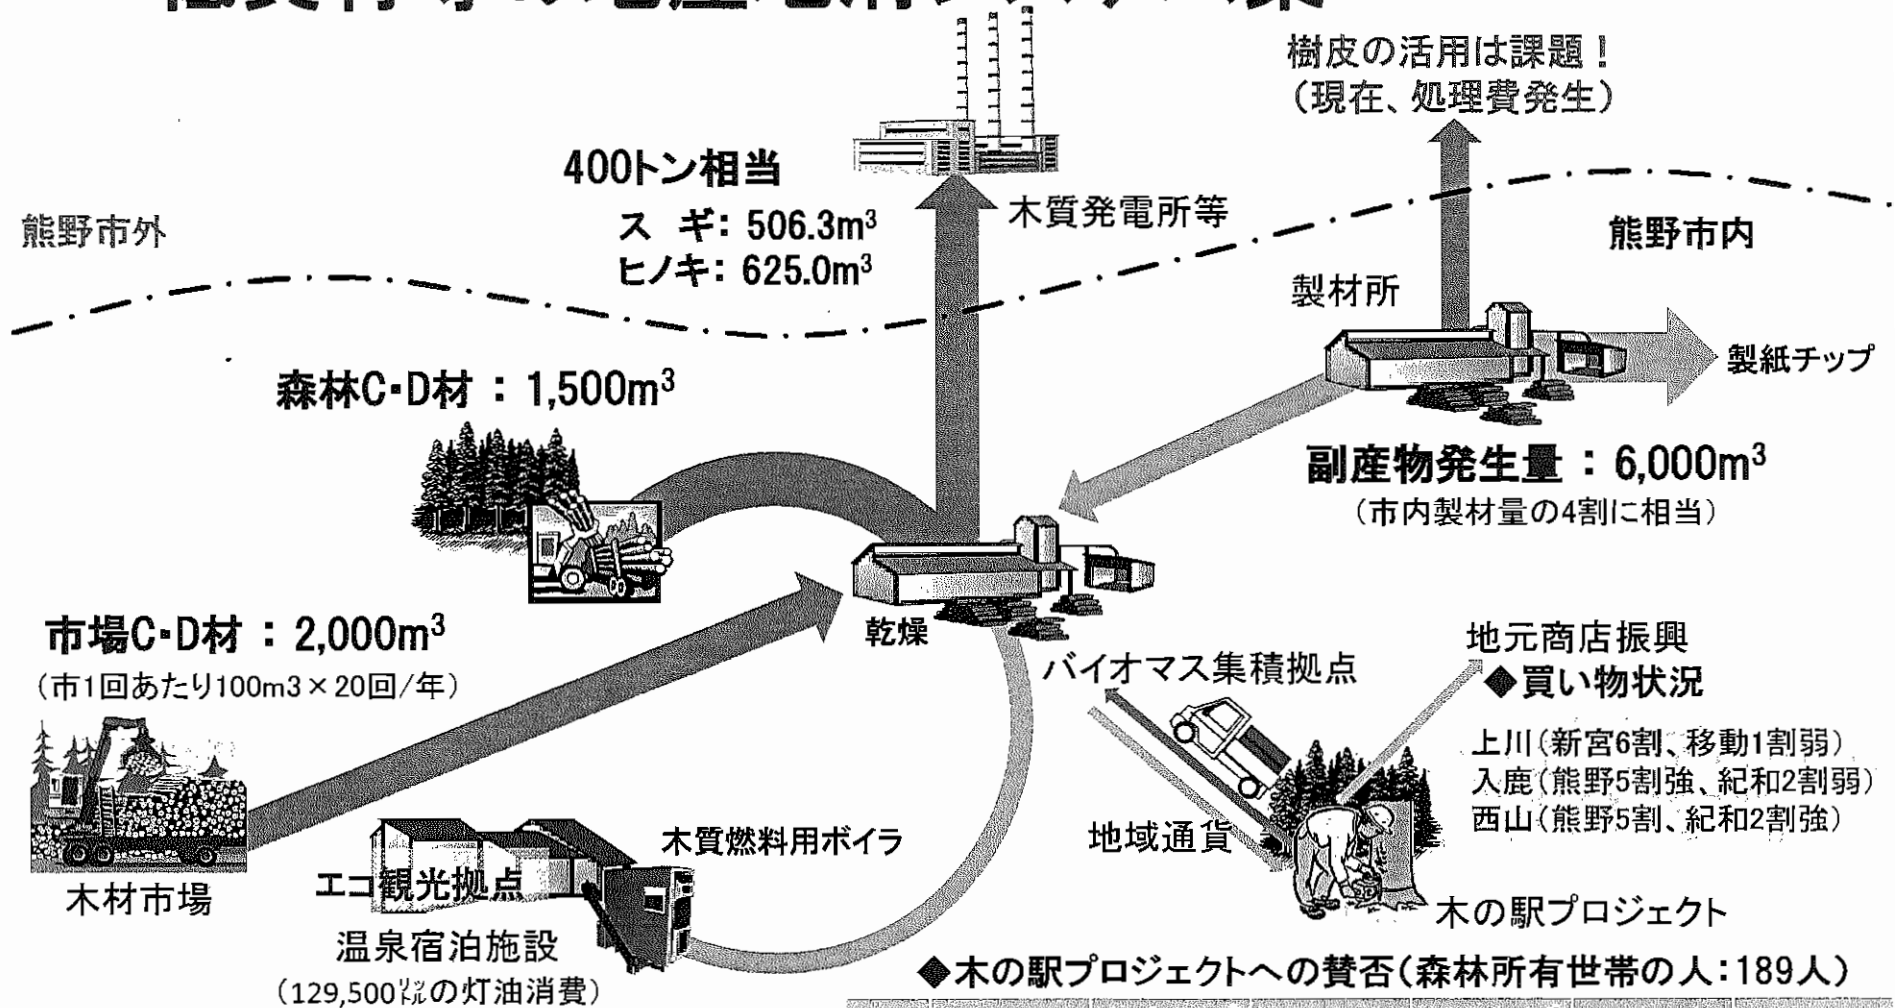 樹皮の活用は課題！
（現在、処理費発生）
400トン相当
スギ：506.3m³
ヒノキ：625.0m³
木質発電所等
熊野市外
熊野市内
製材所
製紙チップ
森林C・D材：1,500m³
副産物発生量：6,000m³
（市内製材量の4割に相当）
市場C・D材：2,000m³
（市1回あたり100m3×20回/年）
乾燥
バイオマス集積拠点
地元商店振興
◆買い物状況
上川（新宮6割、移動1割弱）
入鹿（熊野5割強、紀和2割弱）
西山（熊野5割、紀和2割強）
地域通貨
木質燃料用ボイラ
エコ観光拠点
木材市場
木の駅プロジェクト
温泉宿泊施設
（129,500㍑の灯油消費）
◆木の駅プロジェクトへの賛否（森林所有世帯の人：189人）